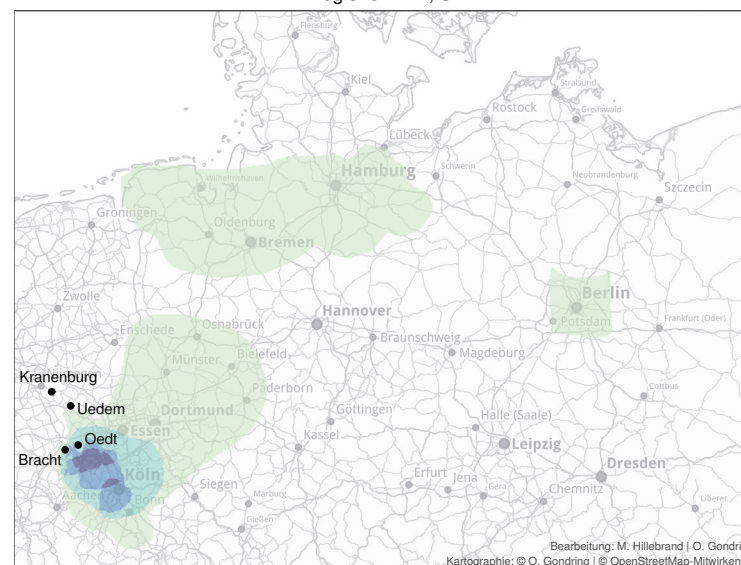 Flensburg
Kiel
Stralsund
Rostock
Greifswald
Lübeck
Hamburg
Schwerin
Wilhelmshaven
Neubrandenburg
Szczecin
Groningen
Oldenburg
Bremen
Zwolle
Berlin
Hannover
Potsdam
Frankfurt (Oder)
Enschede
Osnabrück
Braunschweig
Bielefeld
Magdeburg
Münster
Kranenburg
Paderborn
Cottbus
Uedem
Dortmund
Göttingen
Halle (Saale)
Essen
Oedt
Kassel
Leipzig
Bracht
Köln
Dresden
Erfurt
Jena
Siegen
Marburg
Gera
Chemnitz
Aachen
Bonn
Liberec
Gießen
Bearbeitung: M. Hillebrand | O. Gondri
Kartographie: © O. Gondring | © OpenStreetMap-Mitwirken